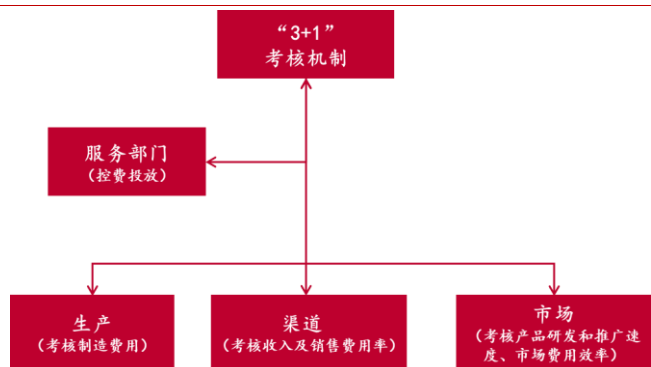 “3+1”
考核机制
服务部门
（控费投放）
生产
（考核制造费用）
渠道
（考核收入及销售费用率）
市场
（考核产品研发和推广速
度、市场费用效率）